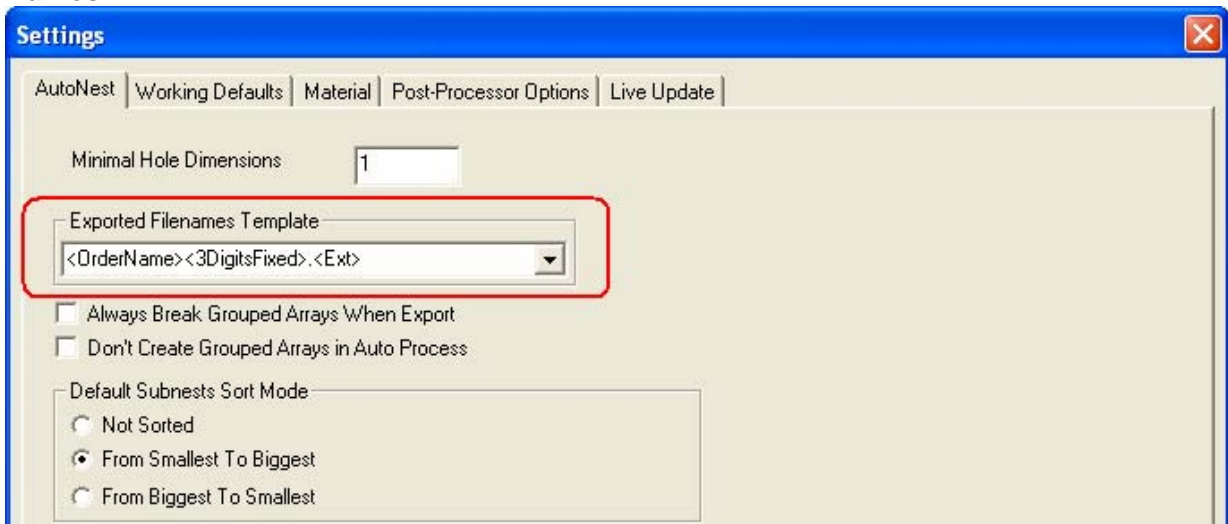 Settings
AutoNest Working Defaults Material Post-Processor Options Live Update
Minimal Hole Dimensions 1
Exported Filenames Template
<OrderName><3DigitsFixed>.<Ext>
Always Break Grouped Arrays When Export
Don't Create Grouped Arrays in Auto Process
Default Subnests Sort Mode
Not Sorted
From Smallest To Biggest
From Biggest To Smallest